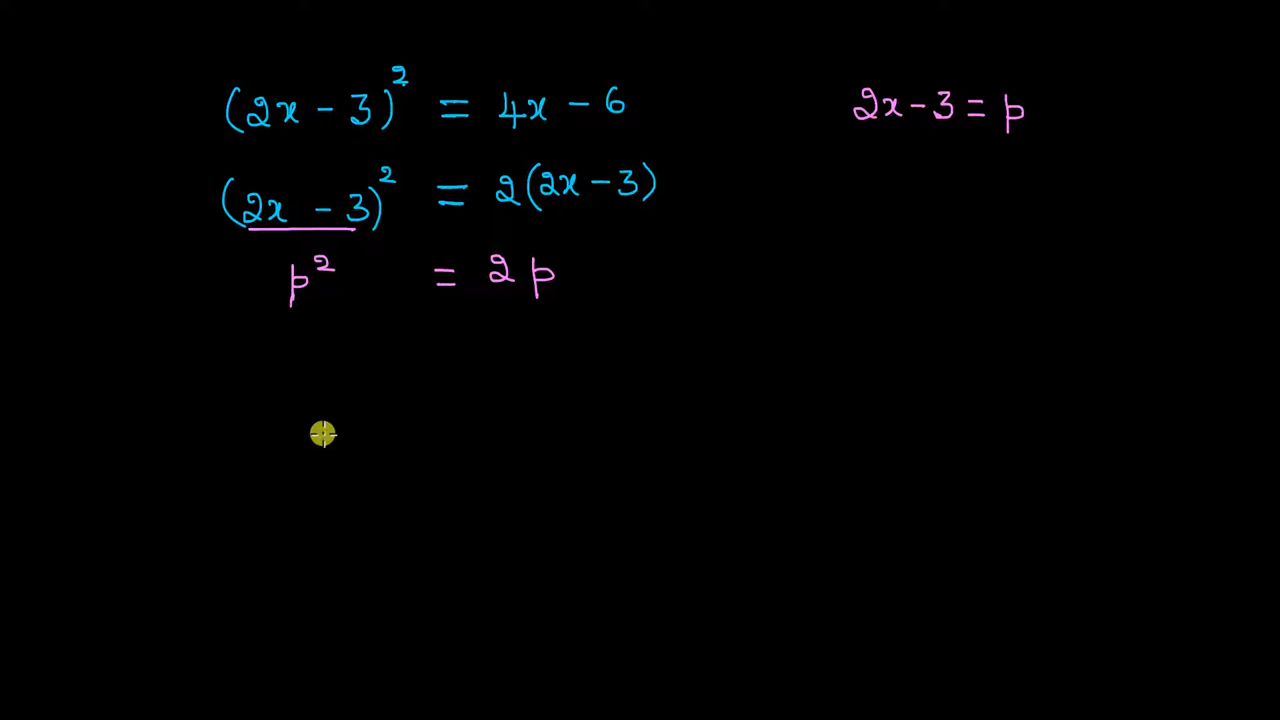 (2x - 3)² = 4x - 6
2x - 3 = p
(2x - 3)² = 2(2x - 3)
p² = 2p